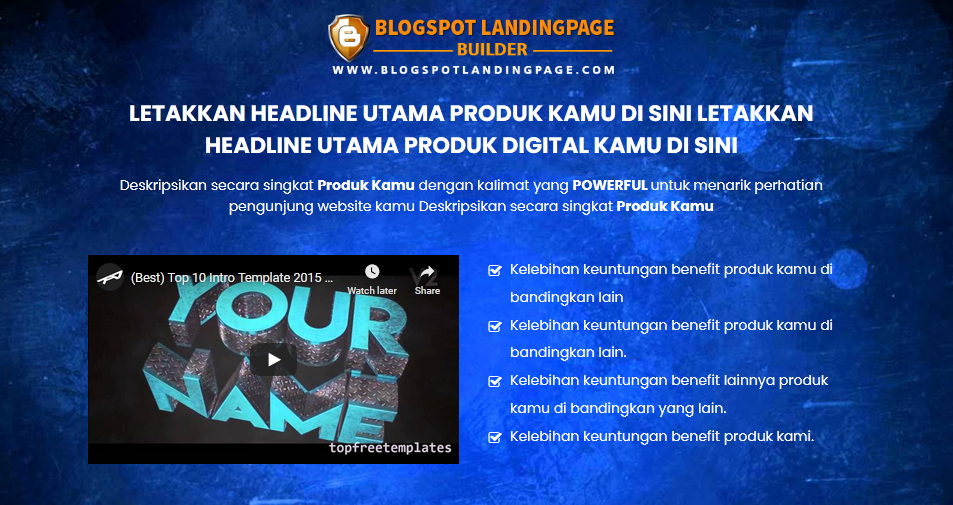 BLOGSPOT LANDINGPAGE
BUILDER
WWW.BLOGSPOTLANDINGPAGE.COM
LETAKKAN HEADLINE UTAMA PRODUK KAMU DI SINI LETAKKAN
HEADLINE UTAMA PRODUK DIGITAL KAMU DI SINI
Deskripsikan secara singkat Produk Kamu dengan kalimat yang POWERFUL untuk menarik perhatian
pengunjung website kamu Deskripsikan secara singkat Produk Kamu
(Best) Top 10 Intro Template 2015 ...
V2
Watch later
Share
YOUR
NAME
topfreetemplates
Kelebihan keuntungan benefit produk kamu di
bandingkan lain
Kelebihan keuntungan benefit produk kamu di
bandingkan lain.
Kelebihan keuntungan benefit lainnya produk
kamu di bandingkan yang lain.
Kelebihan keuntungan benefit produk kami.